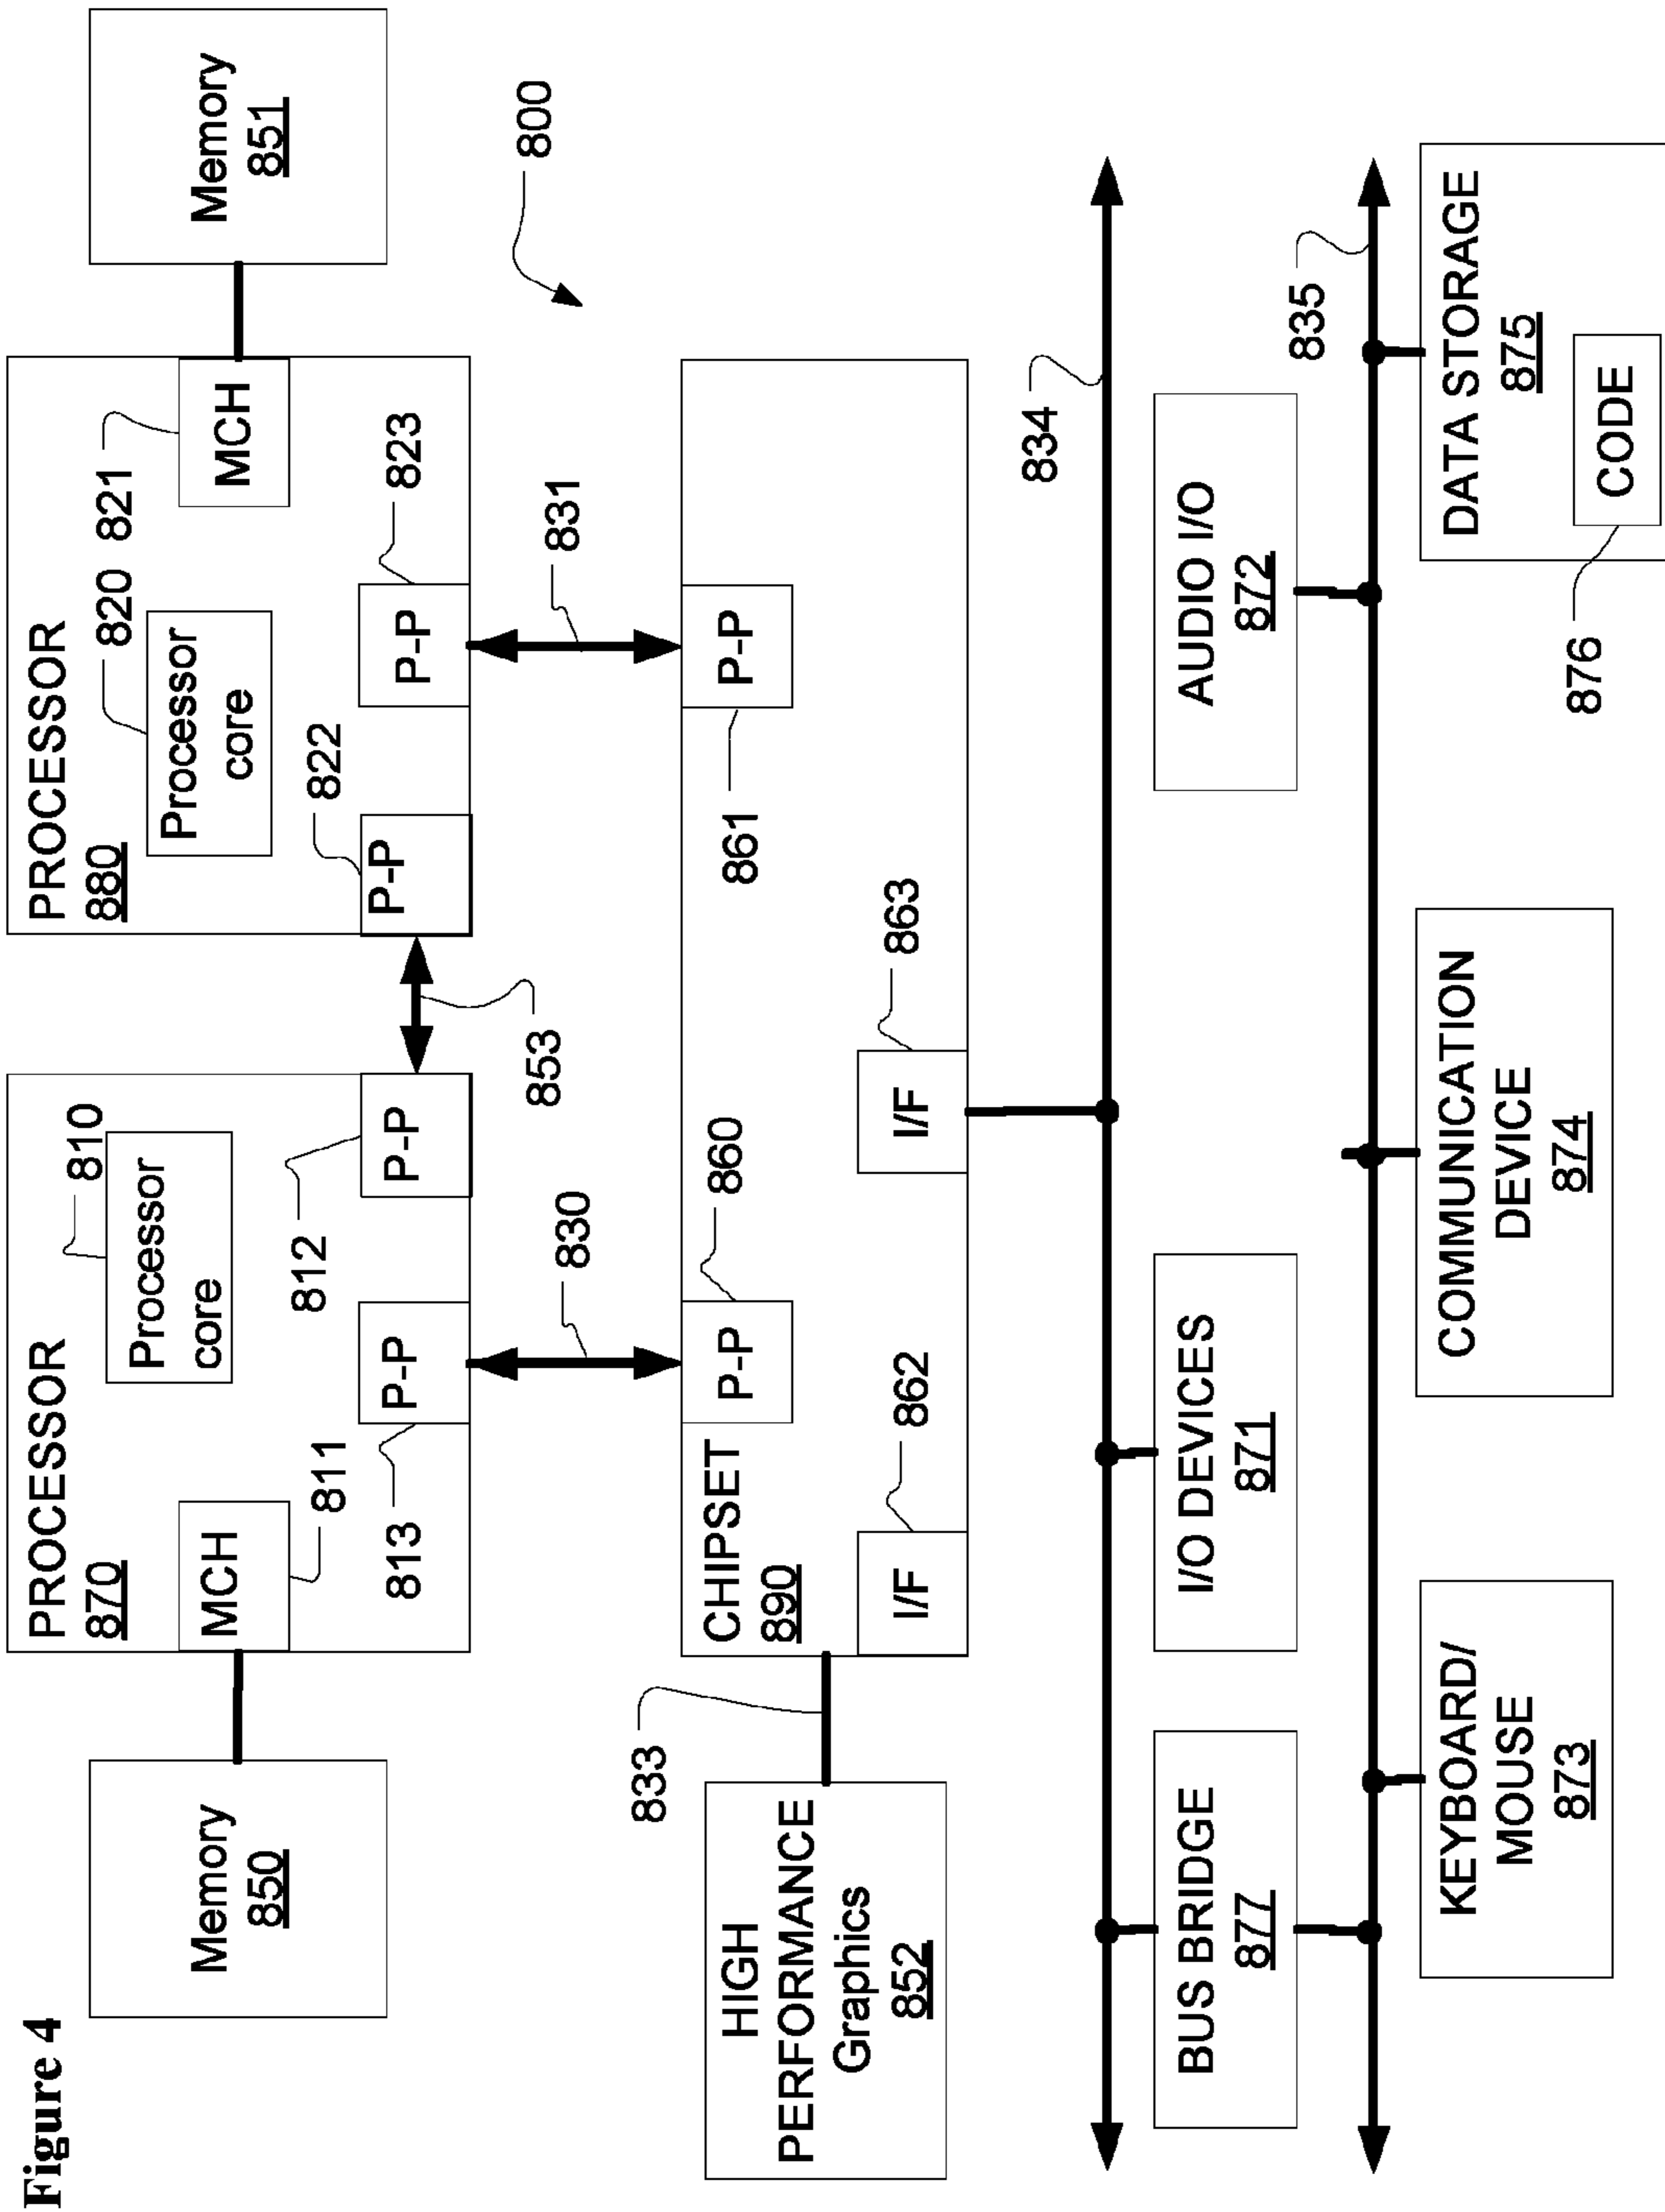 Figure 4
Memory
850
PROCESSOR
870
Processor
core
810
MCH
811
P-P
813
P-P
812
853
PROCESSOR
880
Processor
core
820
821
MCH
P-P
822
P-P
823
Memory
851
830
831
800
HIGH
PERFORMANCE
Graphics
852
833
CHIPSET
890
P-P
860
P-P
861
I/F
862
I/F
863
834
BUS BRIDGE
877
I/O DEVICES
871
AUDIO I/O
872
835
KEYBOARD/
MOUSE
873
COMMUNICATION
DEVICE
874
DATA STORAGE
875
CODE
876